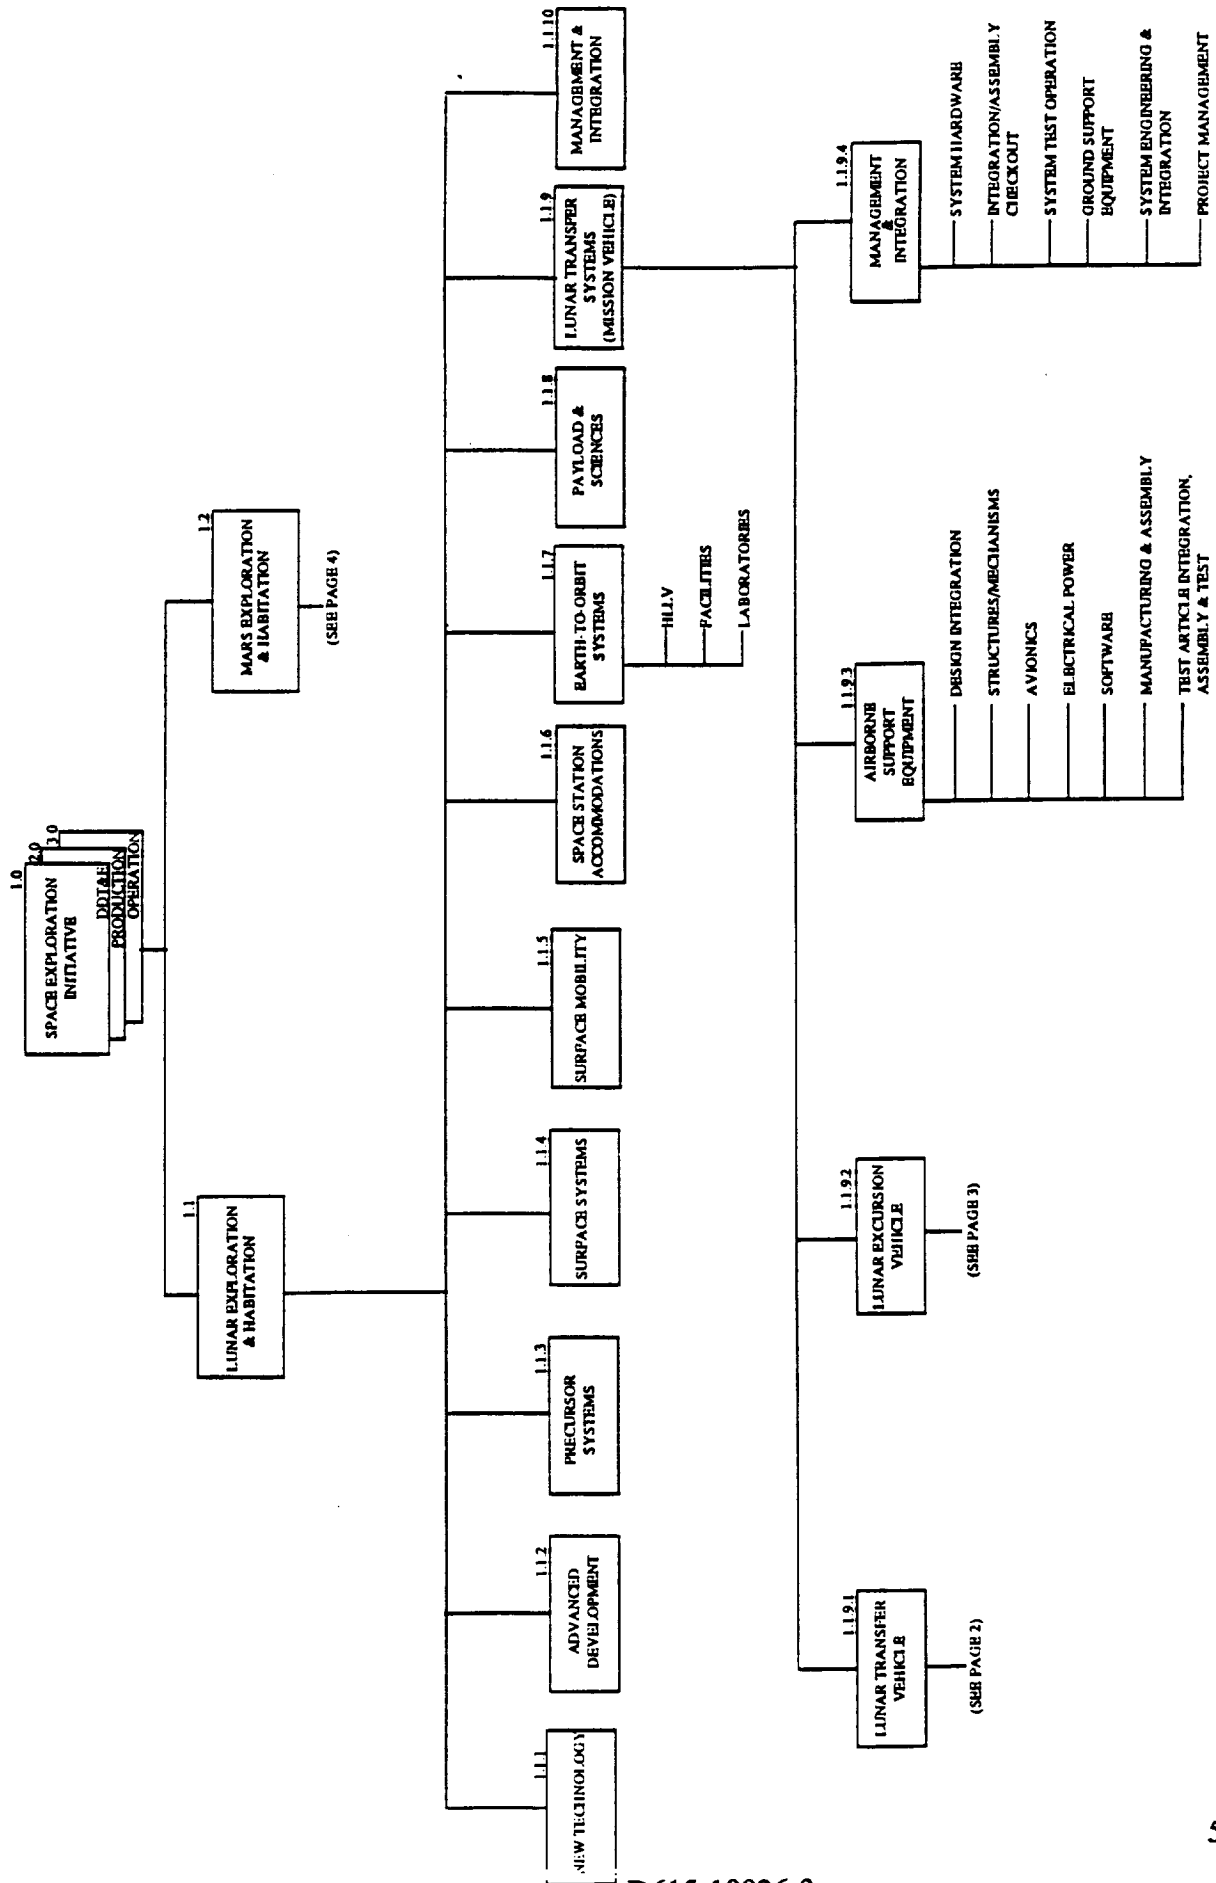 1.0
2.0
3.0
SPACE EXPLORATION
INITIATIVE
DDT&E
PRODUCTION
OPERATION
1.1
LUNAR EXPLORATION
& HABITATION
1.2
MARS EXPLORATION
& HABITATION
(SEE PAGE 4)
1.1.1
NEW TECHNOLOGY
1.1.2
ADVANCED
DEVELOPMENT
1.1.3
PRECURSOR
SYSTEMS
1.1.4
SURFACE SYSTEMS
1.1.5
SURFACE MOBILITY
1.1.6
SPACE STATION
ACCOMMODATIONS
1.1.7
EARTH-TO-ORBIT
SYSTEMS
HLLV
FACILITIES
LABORATORIES
1.1.8
PAYLOAD &
SCIENCES
1.1.9
LUNAR TRANSFER
SYSTEMS
(MISSION VEHICLE)
1.1.10
MANAGEMENT &
INTEGRATION
1.1.9.1
LUNAR TRANSFER
VEHICLE
(SEE PAGE 2)
1.1.9.2
LUNAR EXCURSION
VEHICLE
(SEE PAGE 3)
1.1.9.3
AIRBORNE
SUPPORT
EQUIPMENT
DESIGN INTEGRATION
STRUCTURES/MECHANISMS
AVIONICS
ELECTRICAL POWER
SOFTWARE
MANUFACTURING & ASSEMBLY
TEST ARTICLE INTEGRATION,
ASSEMBLY & TEST
1.1.9.4
MANAGEMENT
&
INTEGRATION
SYSTEM HARDWARE
INTEGRATION/ASSEMBLY
CHECKOUT
SYSTEM TEST OPERATION
GROUND SUPPORT
EQUIPMENT
SYSTEM ENGINEERING &
INTEGRATION
PROJECT MANAGEMENT